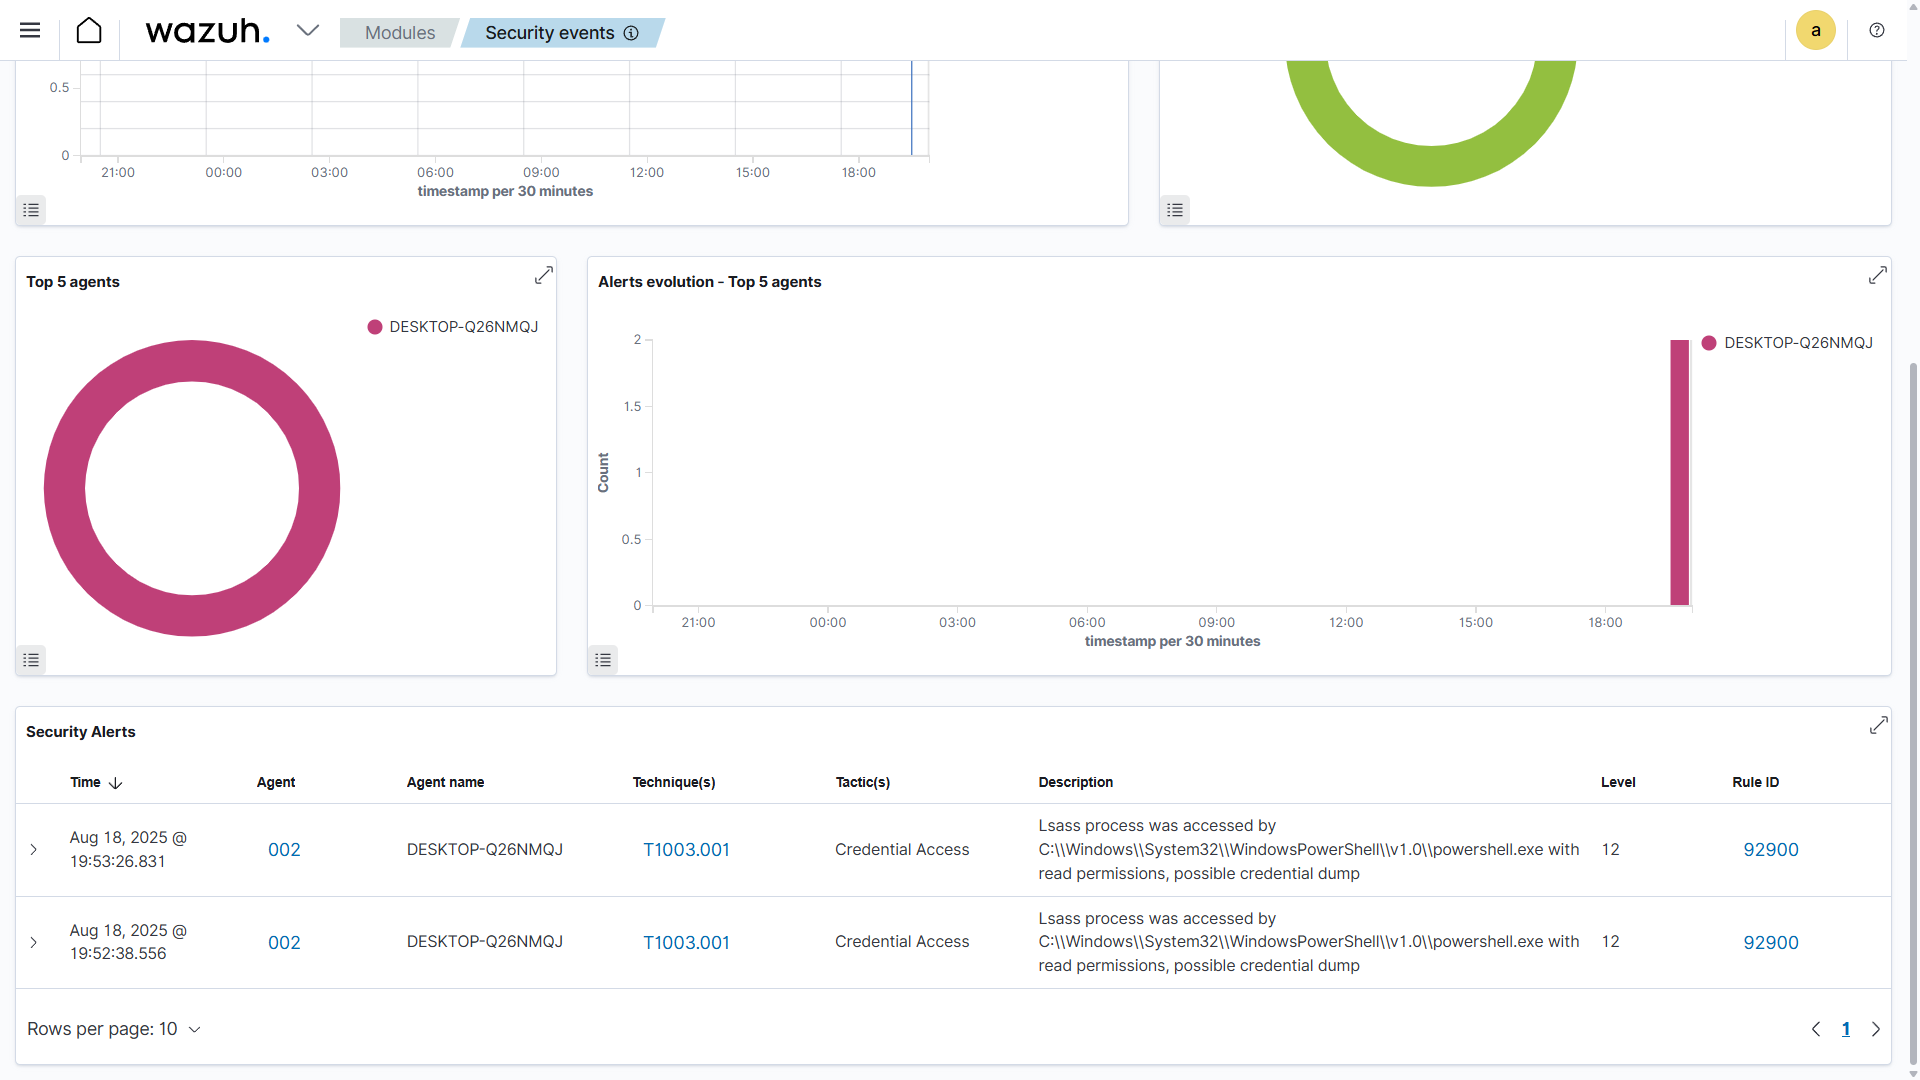 wazuh.
Modules
Security events
a
0.5
0
21:00 00:00 03:00 06:00 09:00 12:00 15:00 18:00
timestamp per 30 minutes
Top 5 agents
DESKTOP-Q26NMQJ
Alerts evolution - Top 5 agents
DESKTOP-Q26NMQJ
2
1.5
1
0.5
0
Count
21:00 00:00 03:00 06:00 09:00 12:00 15:00 18:00
timestamp per 30 minutes
Security Alerts
Time Agent Agent name Technique(s) Tactic(s) Description Level Rule ID
Aug 18, 2025 @
19:53:26.831
002
DESKTOP-Q26NMQJ
T1003.001
Credential Access
Lsass process was accessed by
C:\\Windows\\System32\\WindowsPowerShell\\v1.0\\powershell.exe with
read permissions, possible credential dump
12
92900
Aug 18, 2025 @
19:52:38.556
002
DESKTOP-Q26NMQJ
T1003.001
Credential Access
Lsass process was accessed by
C:\\Windows\\System32\\WindowsPowerShell\\v1.0\\powershell.exe with
read permissions, possible credential dump
12
92900
Rows per page: 10
1